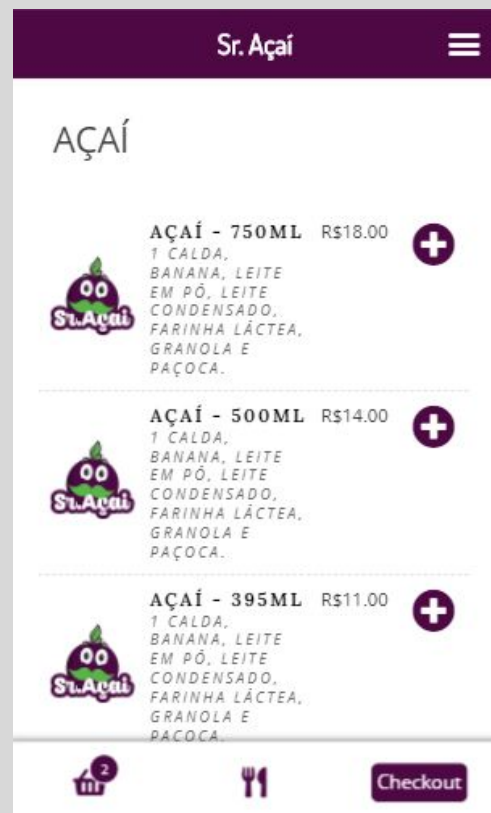 Sr. Açaí
AÇAÍ
AÇAÍ - 750ML R$18.00
1 CALDA,
BANANA, LEITE
EM PÓ, LEITE
CONDENSADO,
FARINHA LÁCTEA,
GRANOLA E
PAÇOCA.
Sr.Açaí
AÇAÍ - 500ML R$14.00
1 CALDA,
BANANA, LEITE
EM PÓ, LEITE
CONDENSADO,
FARINHA LÁCTEA,
GRANOLA E
PAÇOCA.
Sr.Açaí
AÇAÍ - 395ML R$11.00
1 CALDA,
BANANA, LEITE
EM PÓ, LEITE
CONDENSADO,
FARINHA LÁCTEA,
GRANOLA E
PAÇOCA.
Sr.Açaí
2
Checkout